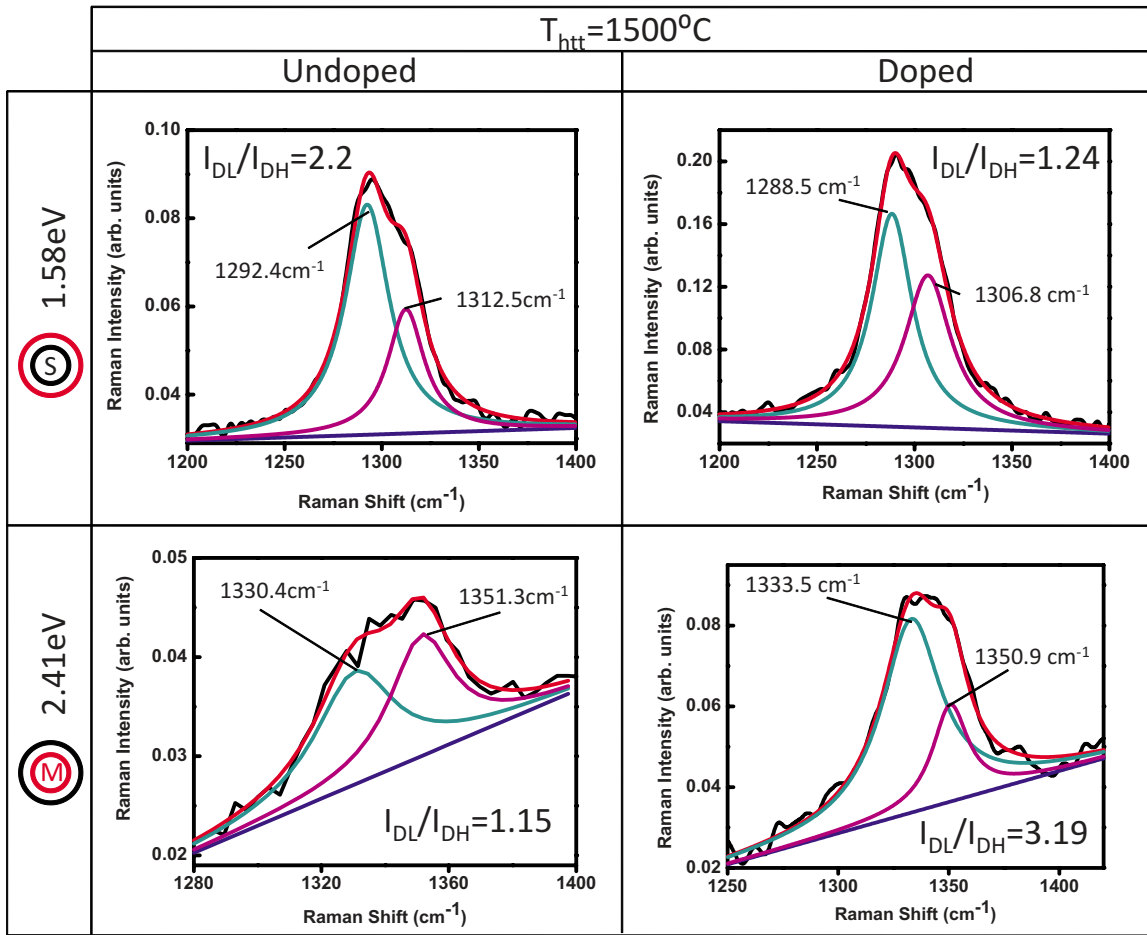 T_htt=1500⁰C
Undoped
Doped
1.58eV
S
I_DL/I_DH=2.2
1292.4cm⁻¹
1312.5cm⁻¹
Raman Intensity (arb. units)
0.10
0.08
0.06
0.04
1200
1250
1300
1350
1400
Raman Shift (cm⁻¹)
I_DL/I_DH=1.24
1288.5 cm⁻¹
1306.8 cm⁻¹
Raman Intensity (arb. units)
0.20
0.16
0.12
0.08
0.04
1200
1250
1300
1350
1400
Raman Shift (cm⁻¹)
2.41eV
M
1330.4cm⁻¹
1351.3cm⁻¹
I_DL/I_DH=1.15
Raman Intensity (arb. units)
0.05
0.04
0.03
0.02
1280
1320
1360
1400
Raman Shift (cm⁻¹)
1333.5 cm⁻¹
1350.9 cm⁻¹
I_DL/I_DH=3.19
Raman Intensity (arb. units)
0.08
0.06
0.04
0.02
1250
1300
1350
1400
Raman Shift (cm⁻¹)